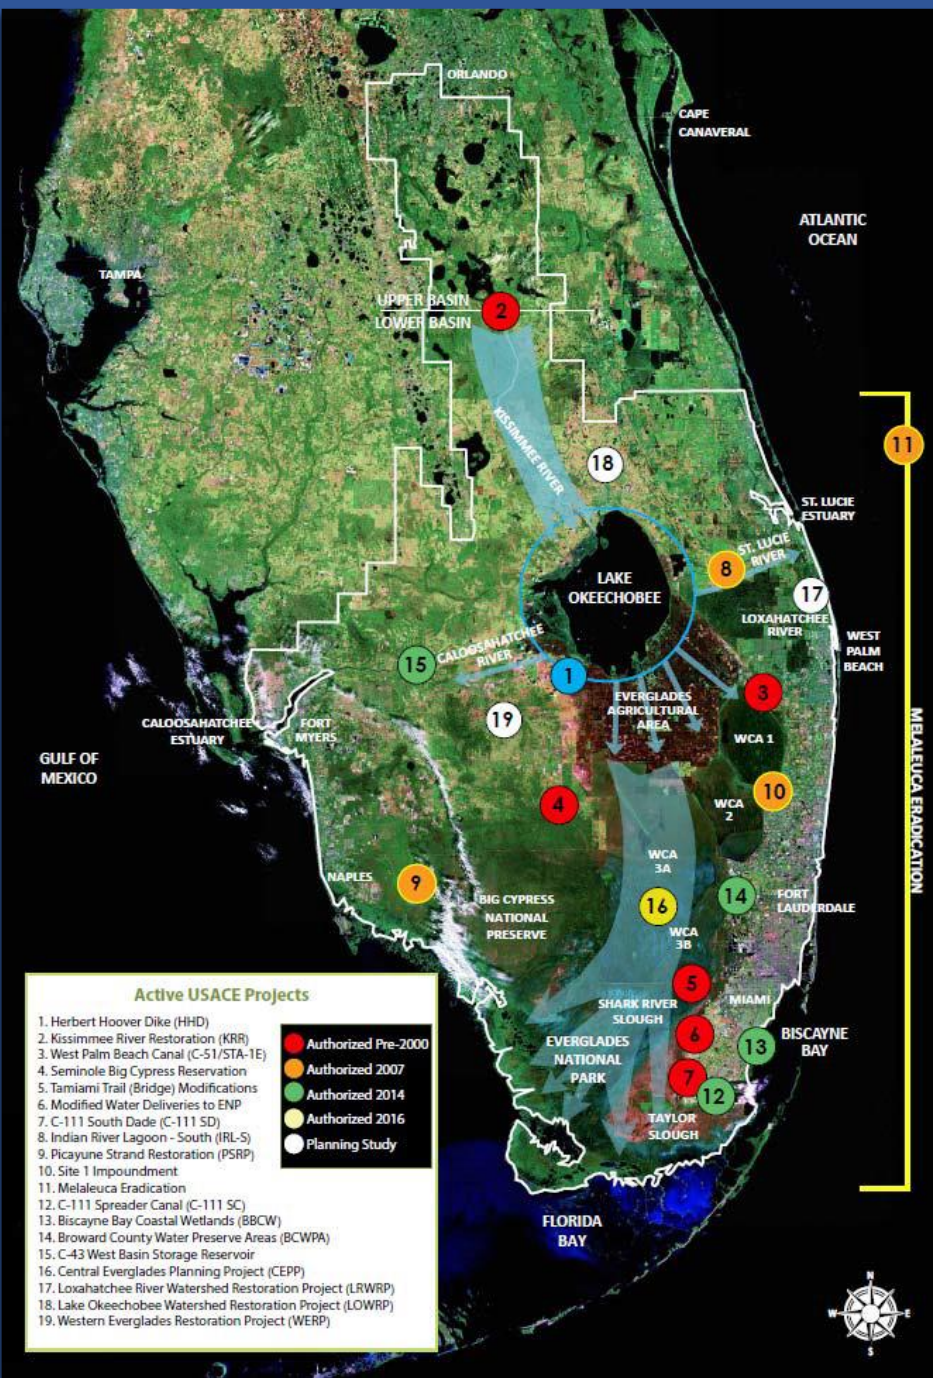 ORLANDO
CAPE
CANAVERAL
ATLANTIC
OCEAN
TAMPA
UPPER BASIN
LOWER BASIN
2
KISSIMMEE RIVER
11
18
ST. LUCIE
ESTUARY
ST. LUCIE
RIVER
8
LAKE
OKEECHOBEE
17
LOXAHATCHEE
RIVER
WEST
PALM
BEACH
CALOOSAHATCHEE
RIVER
15
1
3
EVERGLADES
AGRICULTURAL
AREA
19
CALOOSAHATCHEE
ESTUARY
FORT
MYERS
WCA 1
GULF OF
MEXICO
MELALEUCA ERADICATION
10
4
WCA
2
WCA
3A
NAPLES
9
BIG CYPRESS
NATIONAL
PRESERVE
14
FORT
LAUDERDALE
16
WCA
3B
5
MIAMI
SHARK RIVER
SLOUGH
6
13
BISCAYNE
BAY
EVERGLADES
NATIONAL
PARK
7
12
TAYLOR
SLOUGH
FLORIDA
BAY
Active USACE Projects
1. Herbert Hoover Dike (HHD)
2. Kissimmee River Restoration (KRR)
3. West Palm Beach Canal (C-51/STA-1E)
4. Seminole Big Cypress Reservation
5. Tamiami Trail (Bridge) Modifications
6. Modified Water Deliveries to ENP
7. C-111 South Dade (C-111 SD)
8. Indian River Lagoon - South (IRL-S)
9. Picayune Strand Restoration (PSRP)
10. Site 1 Impoundment
11. Melaleuca Eradication
12. C-111 Spreader Canal (C-111 SC)
13. Biscayne Bay Coastal Wetlands (BBCW)
14. Broward County Water Preserve Areas (BCWPA)
15. C-43 West Basin Storage Reservoir
16. Central Everglades Planning Project (CEPP)
17. Loxahatchee River Watershed Restoration Project (LRWRP)
18. Lake Okeechobee Watershed Restoration Project (LOWRP)
19. Western Everglades Restoration Project (WERP)
Authorized Pre-2000
Authorized 2007
Authorized 2014
Authorized 2016
Planning Study
N
W
E
S